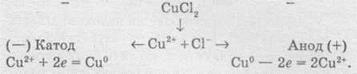 CuCl₂
↓
(—) Катод ←Cu²⁺ + Cl⁻→ Анод (+)
Cu²⁺ + 2e = Cu⁰ Cu⁰ — 2e = 2Cu²⁺.